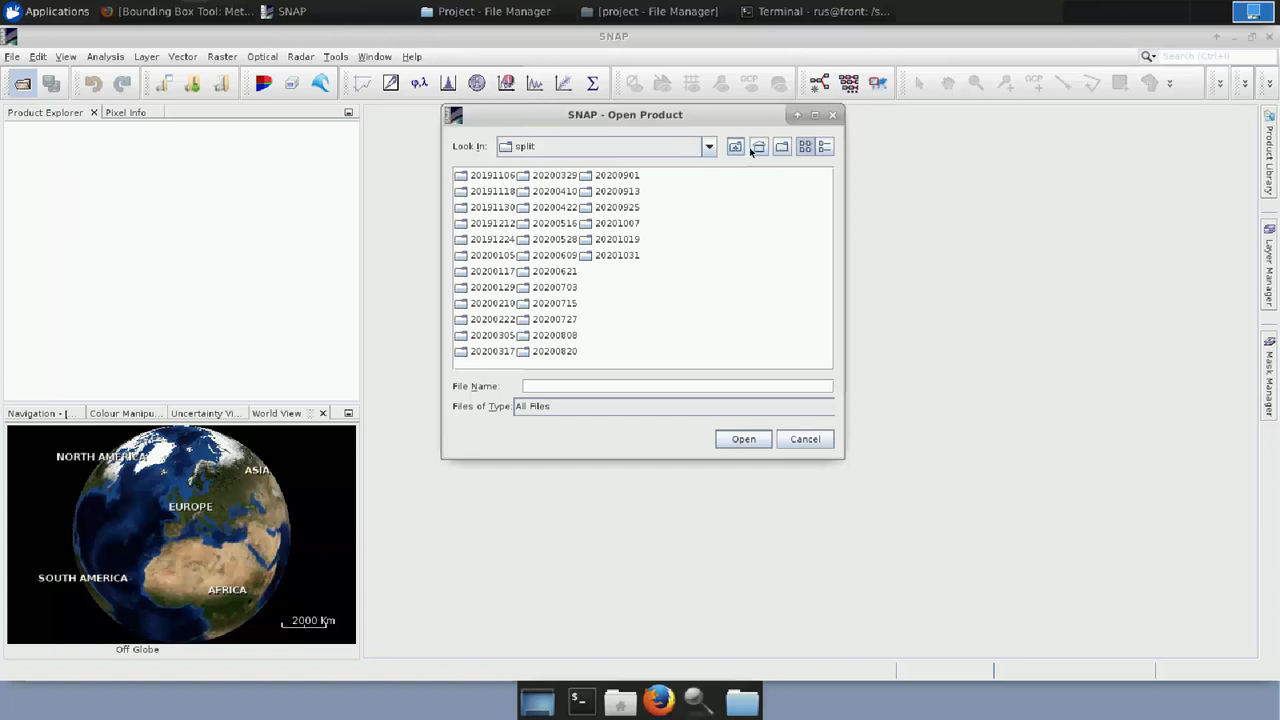 Applications
[Bounding Box Tool: Met...
SNAP
Project - File Manager
[project - File Manager]
Terminal - rus@front: /s...
SNAP
File Edit View Analysis Layer Vector Raster Optical Radar Tools Window Help
Search (Ctrl+I)
GCP
GCP
Product Explorer
Pixel Info
SNAP - Open Product
Look In:
split
20191106 20200329 20200901
20191118 20200410 20200913
20191130 20200422 20200925
20191212 20200516 20201007
20191224 20200528 20201019
20200105 20200609 20201031
20200117 20200621
20200129 20200703
20200210 20200715
20200222 20200727
20200305 20200808
20200317 20200820
File Name:
Files of Type: All Files
Open
Cancel
Product Library
Layer Manager
Mask Manager
Navigation - [...
Colour Manipu...
Uncertainty Vi...
World View
NORTH AMERICA
ASIA
EUROPE
SOUTH AMERICA
AFRICA
2000 Km
Off Globe